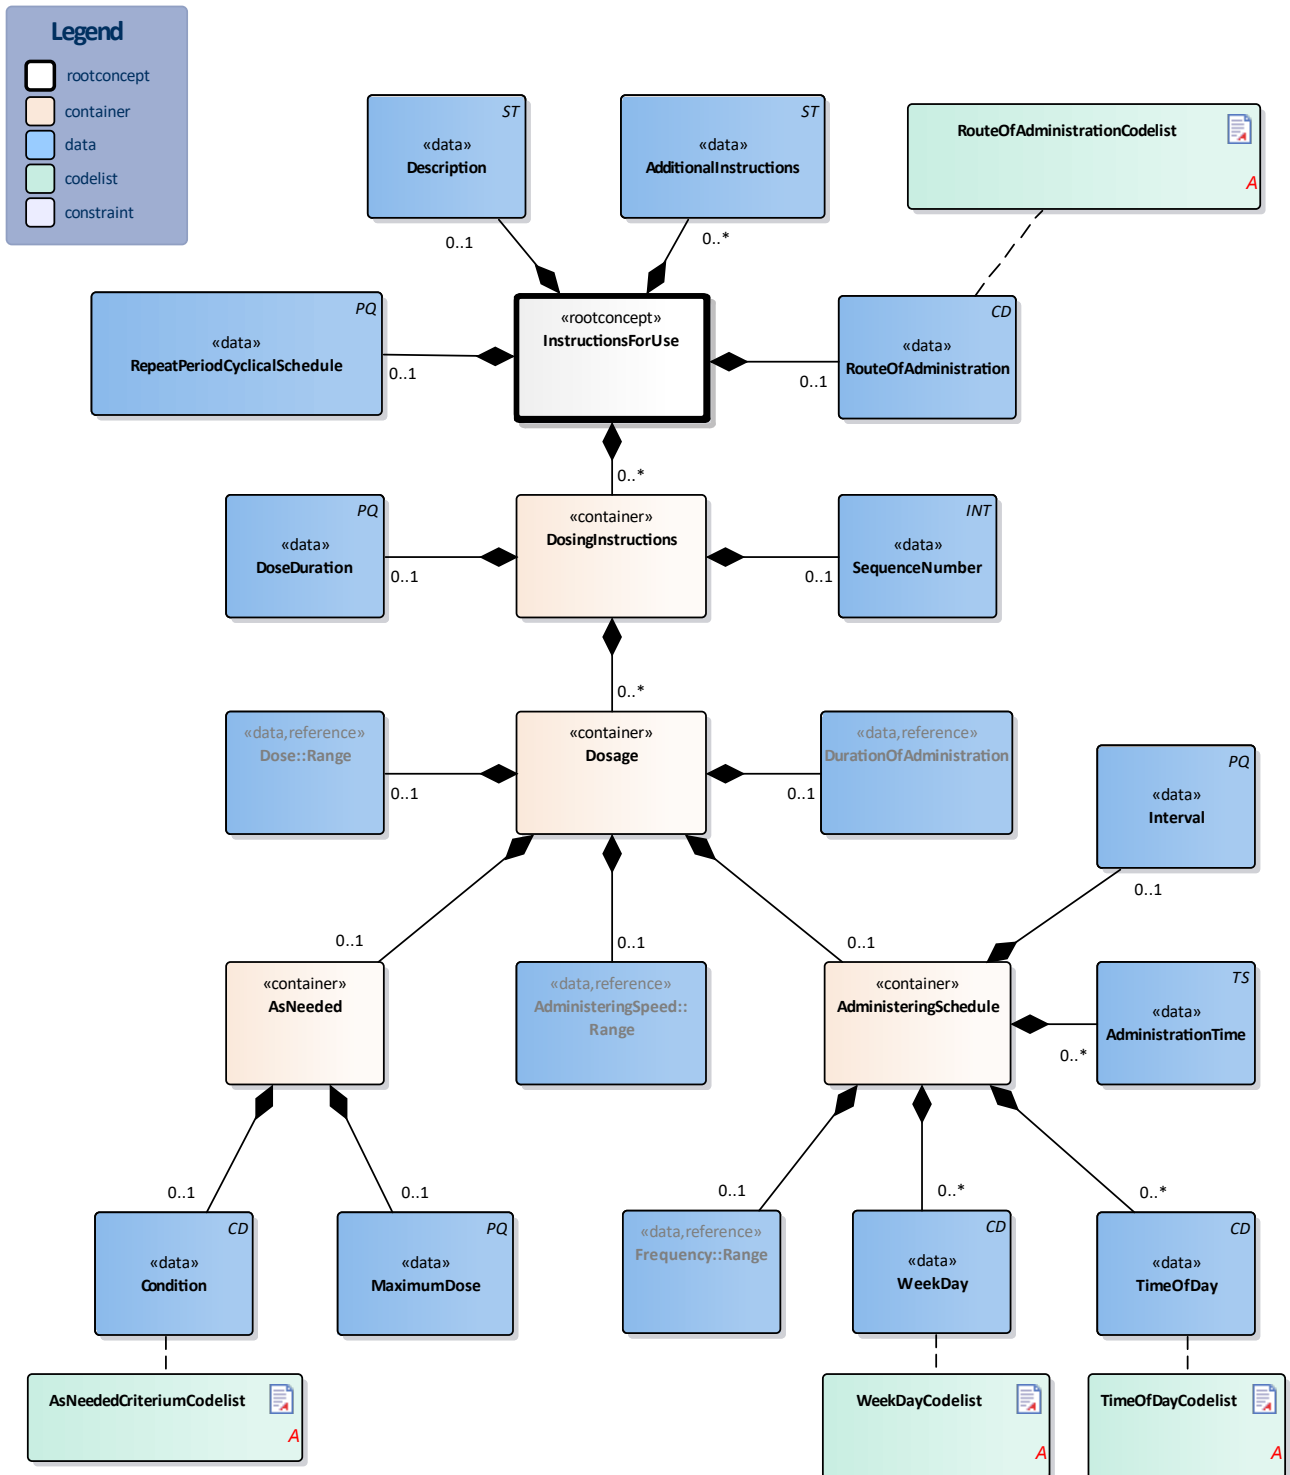 Legend
rootconcept
container
data
codelist
constraint
ST
«data»
Description
ST
«data»
AdditionalInstructions
RouteOfAdministrationCodelist
A
0..1
0..*
PQ
«data»
RepeatPeriodCyclicalSchedule
0..1
«rootconcept»
InstructionsForUse
CD
«data»
RouteOfAdministration
0..1
0..*
PQ
«data»
DoseDuration
0..1
«container»
DosingInstructions
INT
«data»
SequenceNumber
0..1
0..*
«data,reference»
Dose::Range
0..1
«container»
Dosage
«data,reference»
DurationOfAdministration
0..1
PQ
«data»
Interval
0..1
0..1
0..1
0..1
«container»
AsNeeded
«data,reference»
AdministeringSpeed::
Range
«container»
AdministeringSchedule
TS
«data»
AdministrationTime
0..*
0..1
0..1
0..1
0..*
0..*
CD
«data»
Condition
PQ
«data»
MaximumDose
«data,reference»
Frequency::Range
CD
«data»
WeekDay
CD
«data»
TimeOfDay
AsNeededCriteriumCodelist
A
WeekDayCodelist
A
TimeOfDayCodelist
A